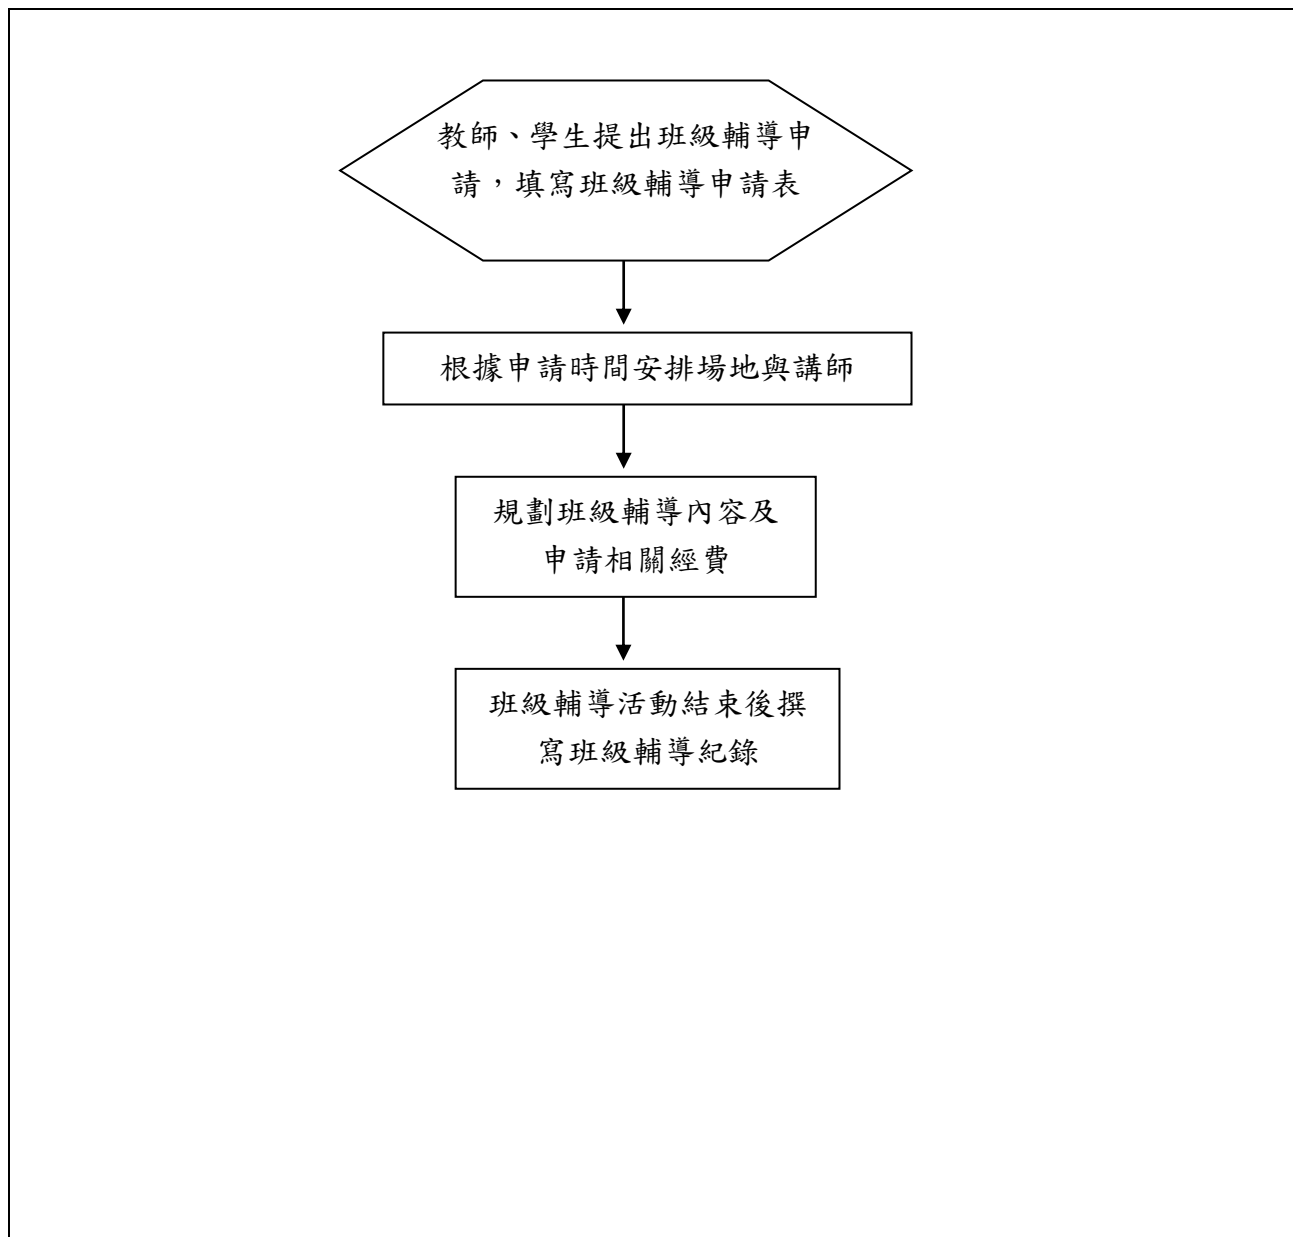 教師、學生提出班級輔導申
請，填寫班級輔導申請表
根據申請時間安排場地與講師
規劃班級輔導內容及
申請相關經費
班級輔導活動結束後撰
寫班級輔導紀錄